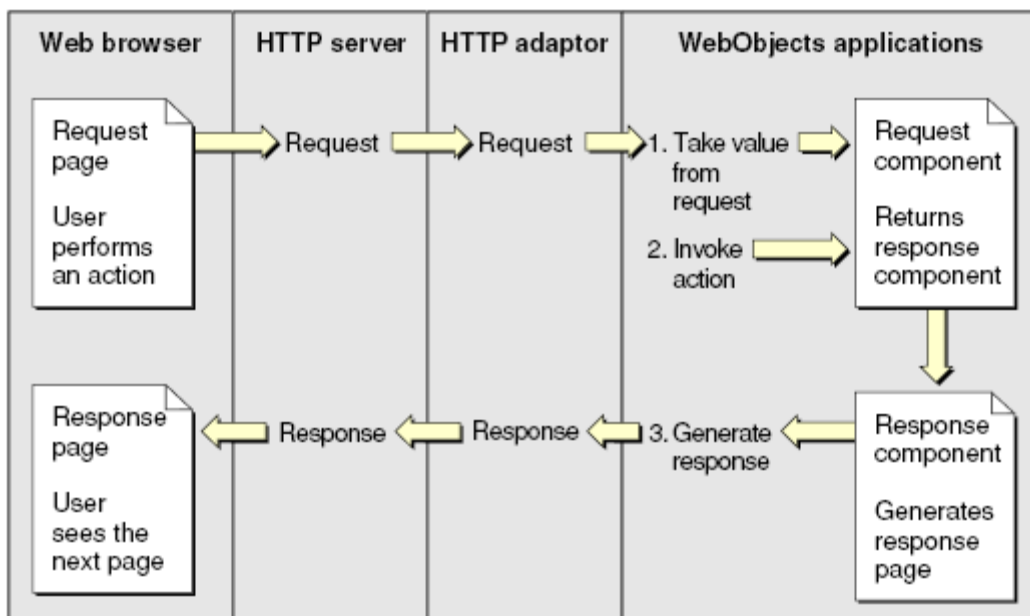 Web browser
HTTP server
HTTP adaptor
WebObjects applications
Request
page
User
performs
an action
Request
Request
1. Take value
from
request
2. Invoke
action
Request
component
Returns
response
component
Response
page
User
sees the
next page
Response
Response
3. Generate
response
Response
component
Generates
response
page